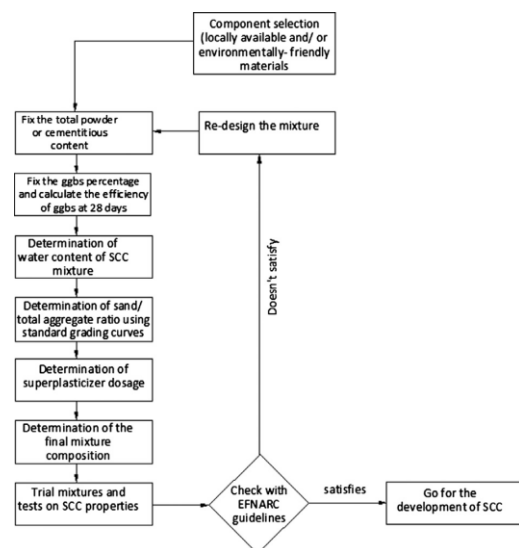 Component selection
(locally available and/ or
environmentally- friendly
materials
Fix the total powder
or cementitious
content
Re-design the mixture
Fix the ggbs percentage
and calculate the efficiency
of ggbs at 28 days
Determination of
water content of SCC
mixture
Determination of sand/
total aggregate ratio using
standard grading curves
Determination of
superplasticizer dosage
Determination of the
final mixture
composition
Trial mixtures and
tests on SCC properties
Doesn't satisfy
Check with
EFNARC
guidelines
satisfies
Go for the
development of SCC